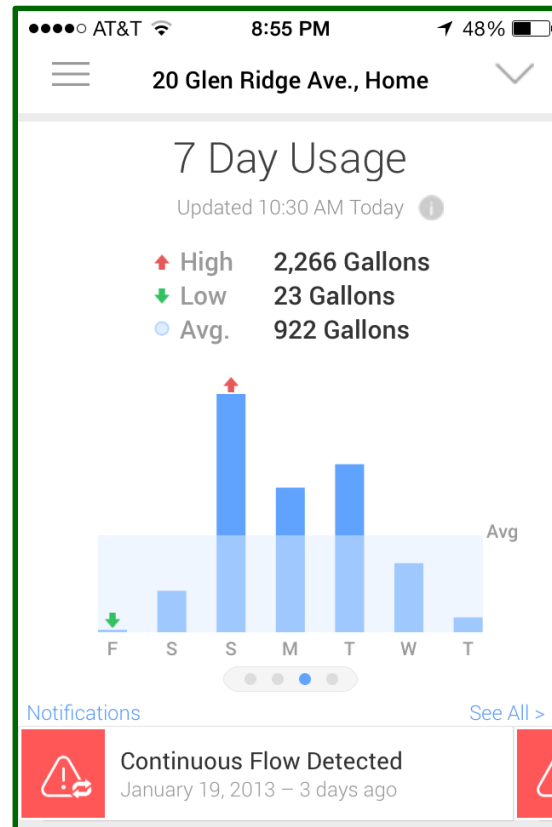 AT&T 8:55 PM 48%
20 Glen Ridge Ave., Home
7 Day Usage
Updated 10:30 AM Today i
High 2,266 Gallons
Low 23 Gallons
Avg. 922 Gallons
Avg
F S S M T W T
Notifications See All >
Continuous Flow Detected
January 19, 2013 – 3 days ago